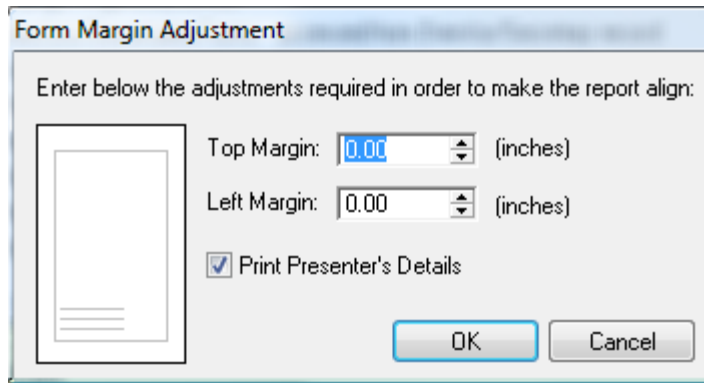 Form Margin Adjustment
Enter below the adjustments required in order to make the report align:
Top Margin: 0.00 (inches)
Left Margin: 0.00 (inches)
Print Presenter's Details
OK Cancel